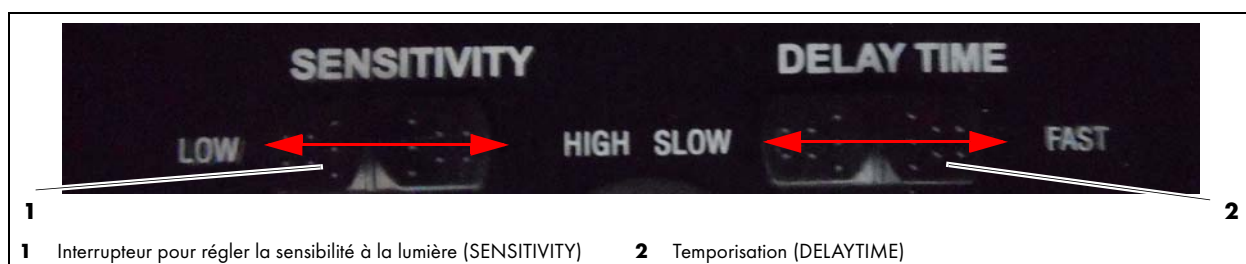 SENSITIVITY DELAY TIME
LOW HIGH SLOW FAST
1 2
1 Interrupteur pour régler la sensibilité à la lumière (SENSITIVITY) 2 Temporisation (DELAYTIME)